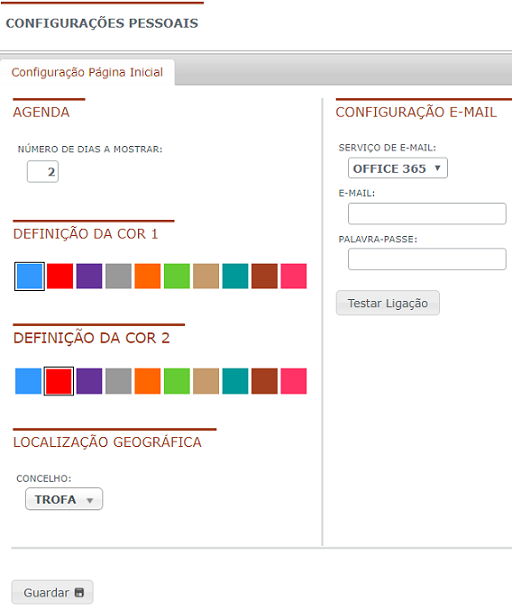 CONFIGURAÇÕES PESSOAIS
Configuração Página Inicial
AGENDA
NÚMERO DE DIAS A MOSTRAR:
2
DEFINIÇÃO DA COR 1
DEFINIÇÃO DA COR 2
LOCALIZAÇÃO GEOGRÁFICA
CONCELHO:
TROFA
CONFIGURAÇÃO E-MAIL
SERVIÇO DE E-MAIL:
OFFICE 365
E-MAIL:
PALAVRA-PASSE:
Testar Ligação
Guardar